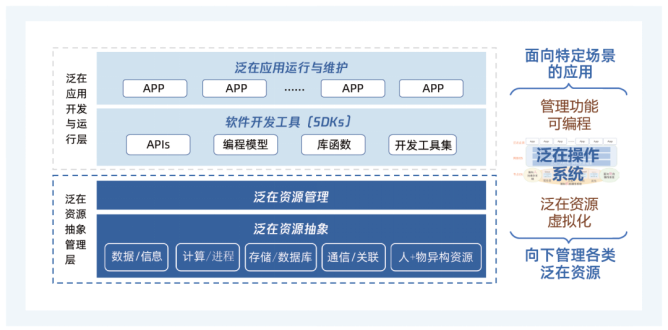 泛在应用开发与运行层
泛在应用运行与维护
APP
APP
······
APP
APP
软件开发工具（SDKs）
APIs
编程模型
库函数
开发工具集
泛在资源抽象管理层
泛在资源管理
泛在资源抽象
数据/信息
计算/进程
存储/数据库
通信/关联
人+物异构资源
面向特定场景
的应用
管理功能
可编程
泛在操作
系统
泛在资源
虚拟化
向下管理各类
泛在资源